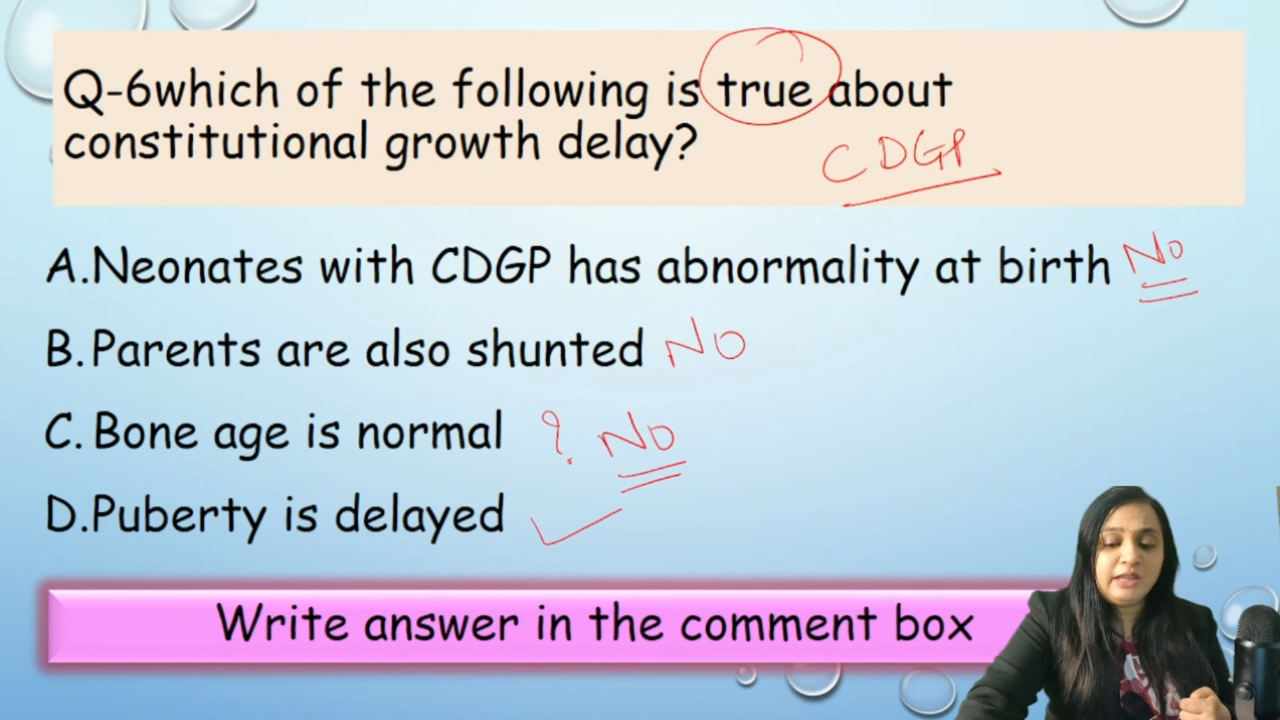 Q-6which of the following is true about
constitutional growth delay?
CDGP
A.Neonates with CDGP has abnormality at birth No
B.Parents are also shunted NO
C. Bone age is normal ? No
D.Puberty is delayed
Write answer in the comment box